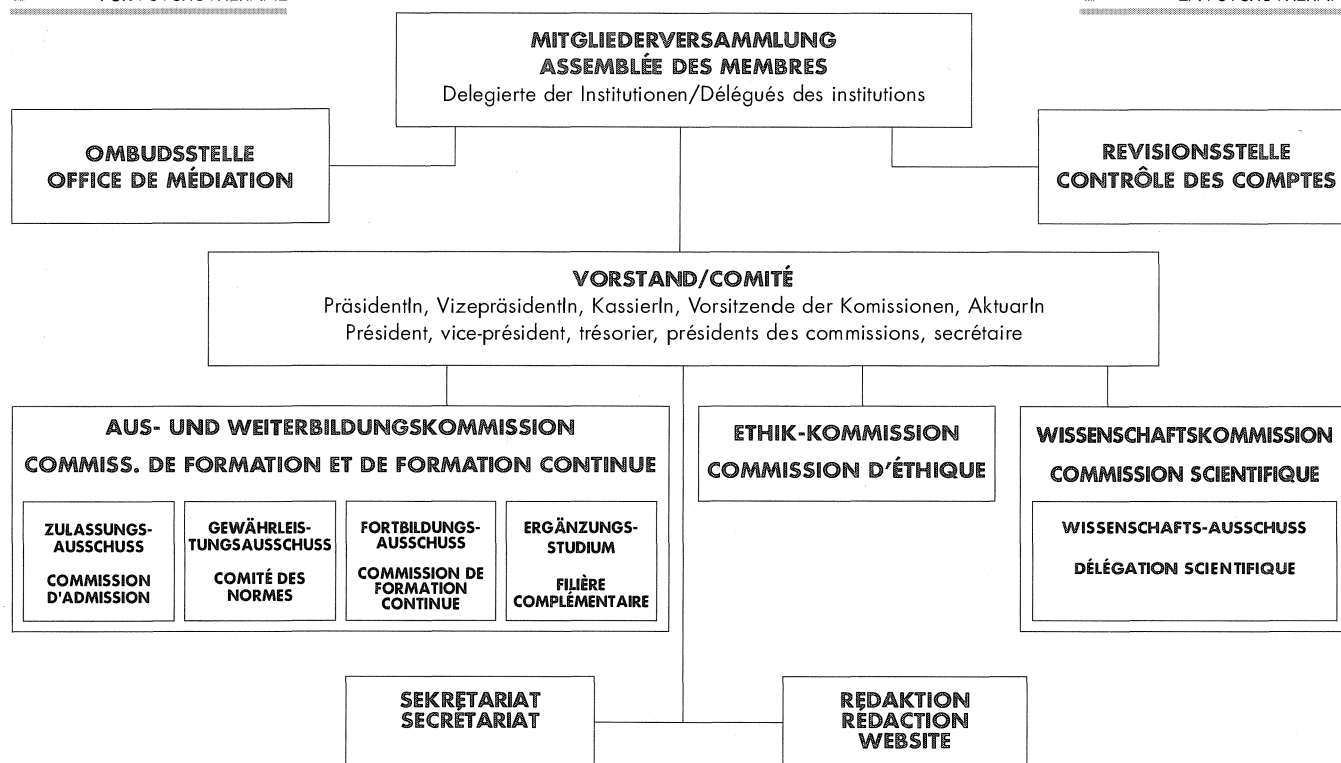 MITGLIEDERVERSAMMLUNG
ASSEMBLÉE DES MEMBRES
Delegierte der Institutionen/Délégués des institutions
OMBUDSSTELLE
OFFICE DE MÉDIATION
REVISIONSSTELLE
CONTRÔLE DES COMPTES
VORSTAND/COMITÉ
PräsidentIn, VizepräsidentIn, KassierIn, Vorsitzende der Komissionen, AktuarIn
Président, vice-président, trésorier, présidents des commissions, secrétaire
AUS- UND WEITERBILDUNGSKOMMISSION
COMMISS. DE FORMATION ET DE FORMATION CONTINUE
ZULASSUNGS-
AUSSCHUSS
COMMISSION
D'ADMISSION
GEWÄHRLEIS-
TUNGSAUSSCHUSS
COMITÉ DES
NORMES
FORTBILDUNGS-
AUSSCHUSS
COMMISSION DE
FORMATION
CONTINUE
ERGÄNZUNGS-
STUDIUM
FILIÈRE
COMPLÉMENTAIRE
ETHIK-KOMMISSION
COMMISSION D'ÉTHIQUE
WISSENSCHAFTSKOMMISSION
COMMISSION SCIENTIFIQUE
WISSENSCHAFTS-AUSSCHUSS
DÉLÉGATION SCIENTIFIQUE
SEKRETARIAT
SECRÉTARIAT
REDAKTION
RÉDACTION
WEBSITE